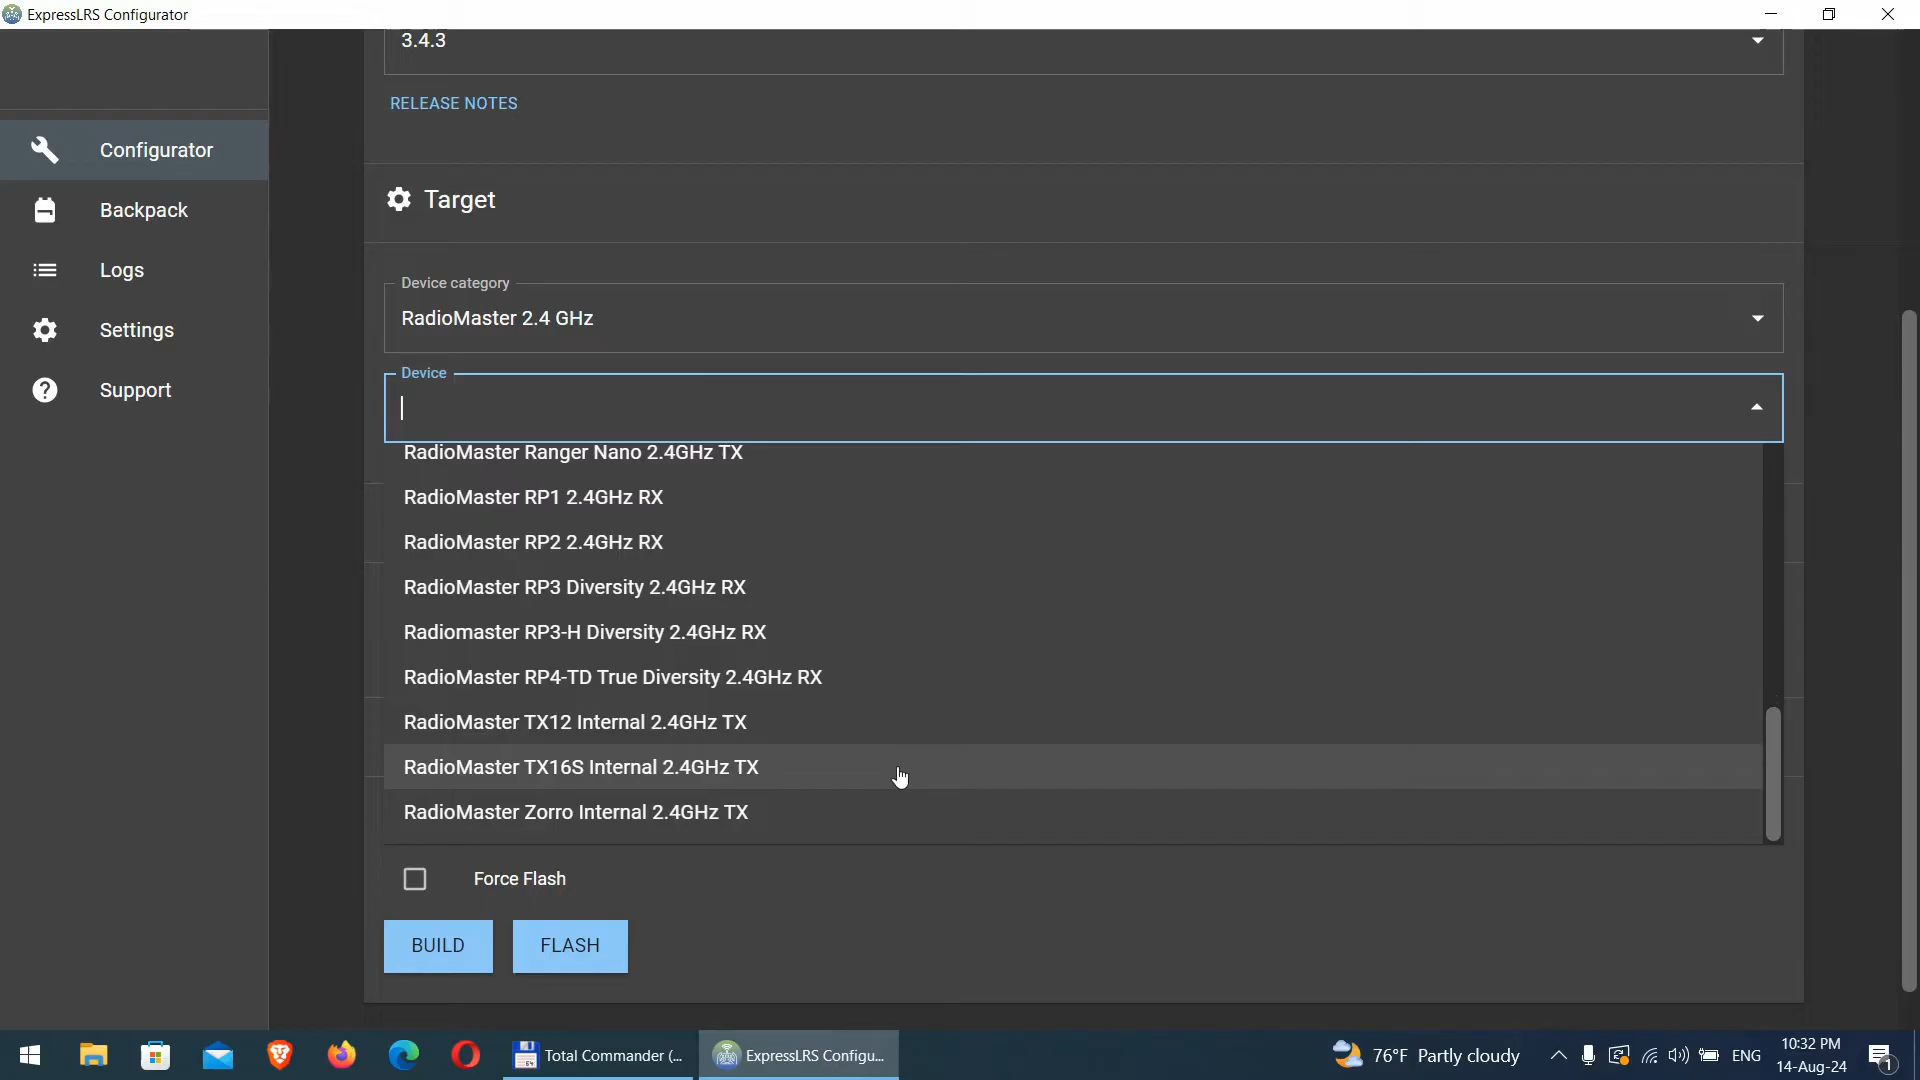 ExpressLRS Configurator
3.4.3
RELEASE NOTES
Configurator
Backpack
Logs
Settings
Support
Target
Device category
RadioMaster 2.4 GHz
Device
RadioMaster Ranger Nano 2.4GHz TX
RadioMaster RP1 2.4GHz RX
RadioMaster RP2 2.4GHz RX
RadioMaster RP3 Diversity 2.4GHz RX
Radiomaster RP3-H Diversity 2.4GHz RX
RadioMaster RP4-TD True Diversity 2.4GHz RX
RadioMaster TX12 Internal 2.4GHz TX
RadioMaster TX16S Internal 2.4GHz TX
RadioMaster Zorro Internal 2.4GHz TX
Force Flash
BUILD
FLASH
64
Total Commander (...
ExpressLRS Configu...
76°F Partly cloudy
ENG
10:32 PM
14-Aug-24
1